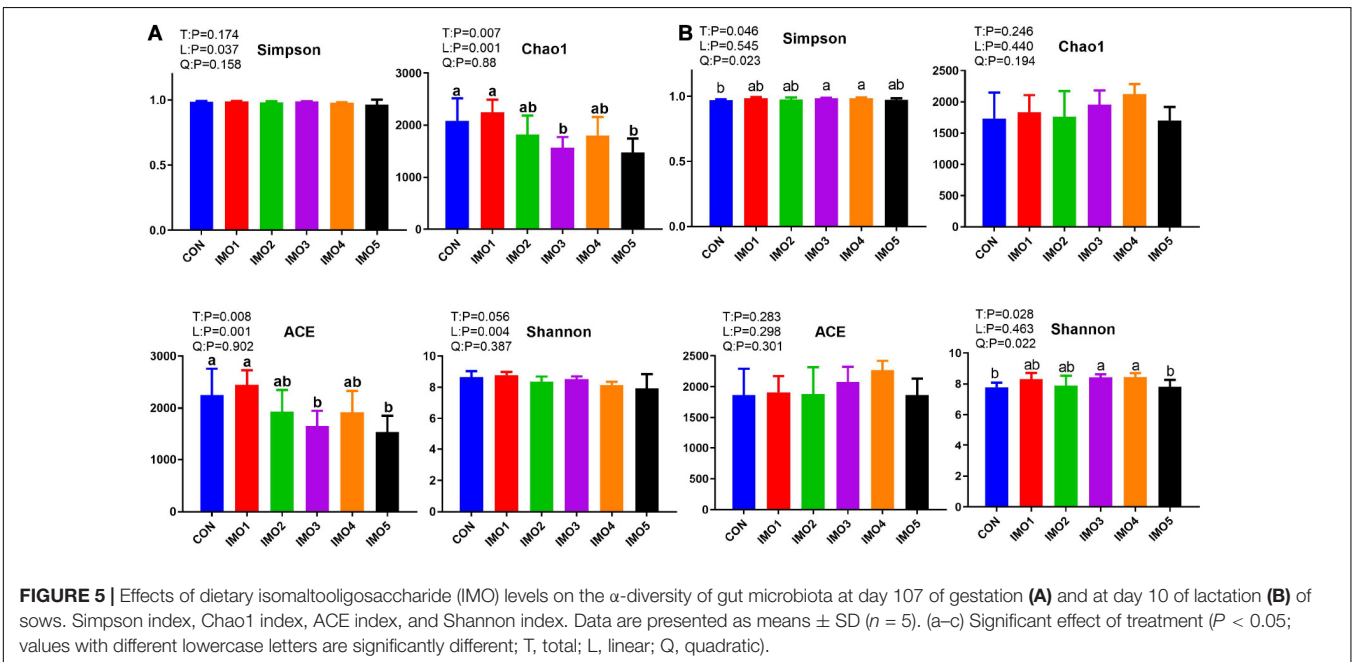 A
T:P=0.174
L:P=0.037
Q:P=0.158
Simpson
1.0
0.5
0.0
CON
IMO1
IMO2
IMO3
IMO4
IMO5
T:P=0.007
L:P=0.001
Q:P=0.88
Chao1
3000
2000
1000
0
a
a
ab
b
ab
b
CON
IMO1
IMO2
IMO3
IMO4
IMO5
B
T:P=0.046
L:P=0.545
Q:P=0.023
Simpson
1.0
0.5
0.0
b
ab
ab
a
a
ab
CON
IMO1
IMO2
IMO3
IMO4
IMO5
T:P=0.246
L:P=0.440
Q:P=0.194
Chao1
2500
2000
1500
1000
500
0
CON
IMO1
IMO2
IMO3
IMO4
IMO5
T:P=0.008
L:P=0.001
Q:P=0.902
ACE
3000
2000
1000
0
a
a
ab
b
ab
b
CON
IMO1
IMO2
IMO3
IMO4
IMO5
T:P=0.056
L:P=0.004
Q:P=0.387
Shannon
10
8
6
4
2
0
CON
IMO1
IMO2
IMO3
IMO4
IMO5
T:P=0.283
L:P=0.298
Q:P=0.301
ACE
2500
2000
1500
1000
500
0
CON
IMO1
IMO2
IMO3
IMO4
IMO5
T:P=0.028
L:P=0.463
Q:P=0.022
Shannon
10
8
6
4
2
0
b
ab
ab
a
a
b
CON
IMO1
IMO2
IMO3
IMO4
IMO5
FIGURE 5 | Effects of dietary isomaltooligosaccharide (IMO) levels on the α-diversity of gut microbiota at day 107 of gestation (A) and at day 10 of lactation (B) of
sows. Simpson index, Chao1 index, ACE index, and Shannon index. Data are presented as means ± SD (n = 5). (a–c) Significant effect of treatment (P < 0.05;
values with different lowercase letters are significantly different; T, total; L, linear; Q, quadratic).